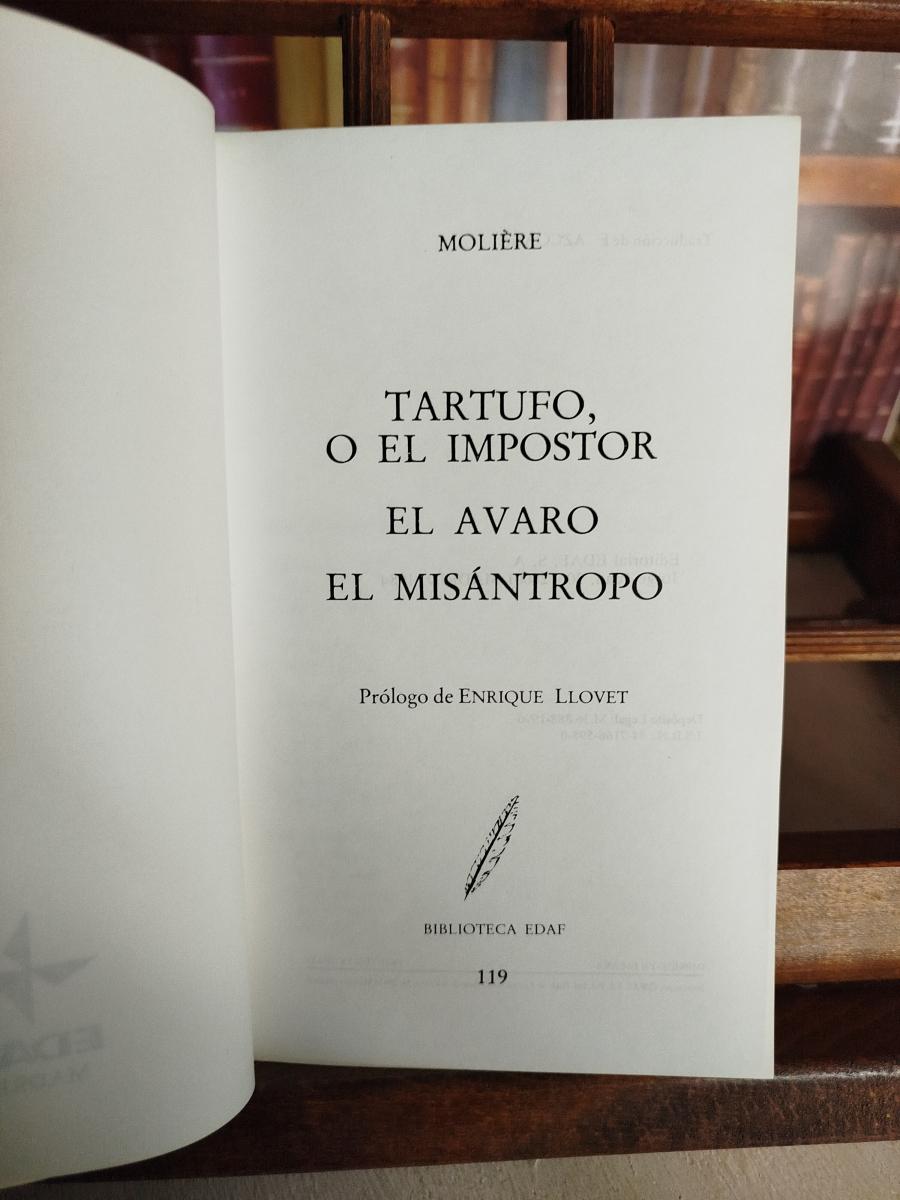 MOLIÈRE
TARTUFO,
O EL IMPOSTOR
EL AVARO
EL MISÁNTROPO
Prólogo de ENRIQUE LLOVET
BIBLIOTECA EDAF
119